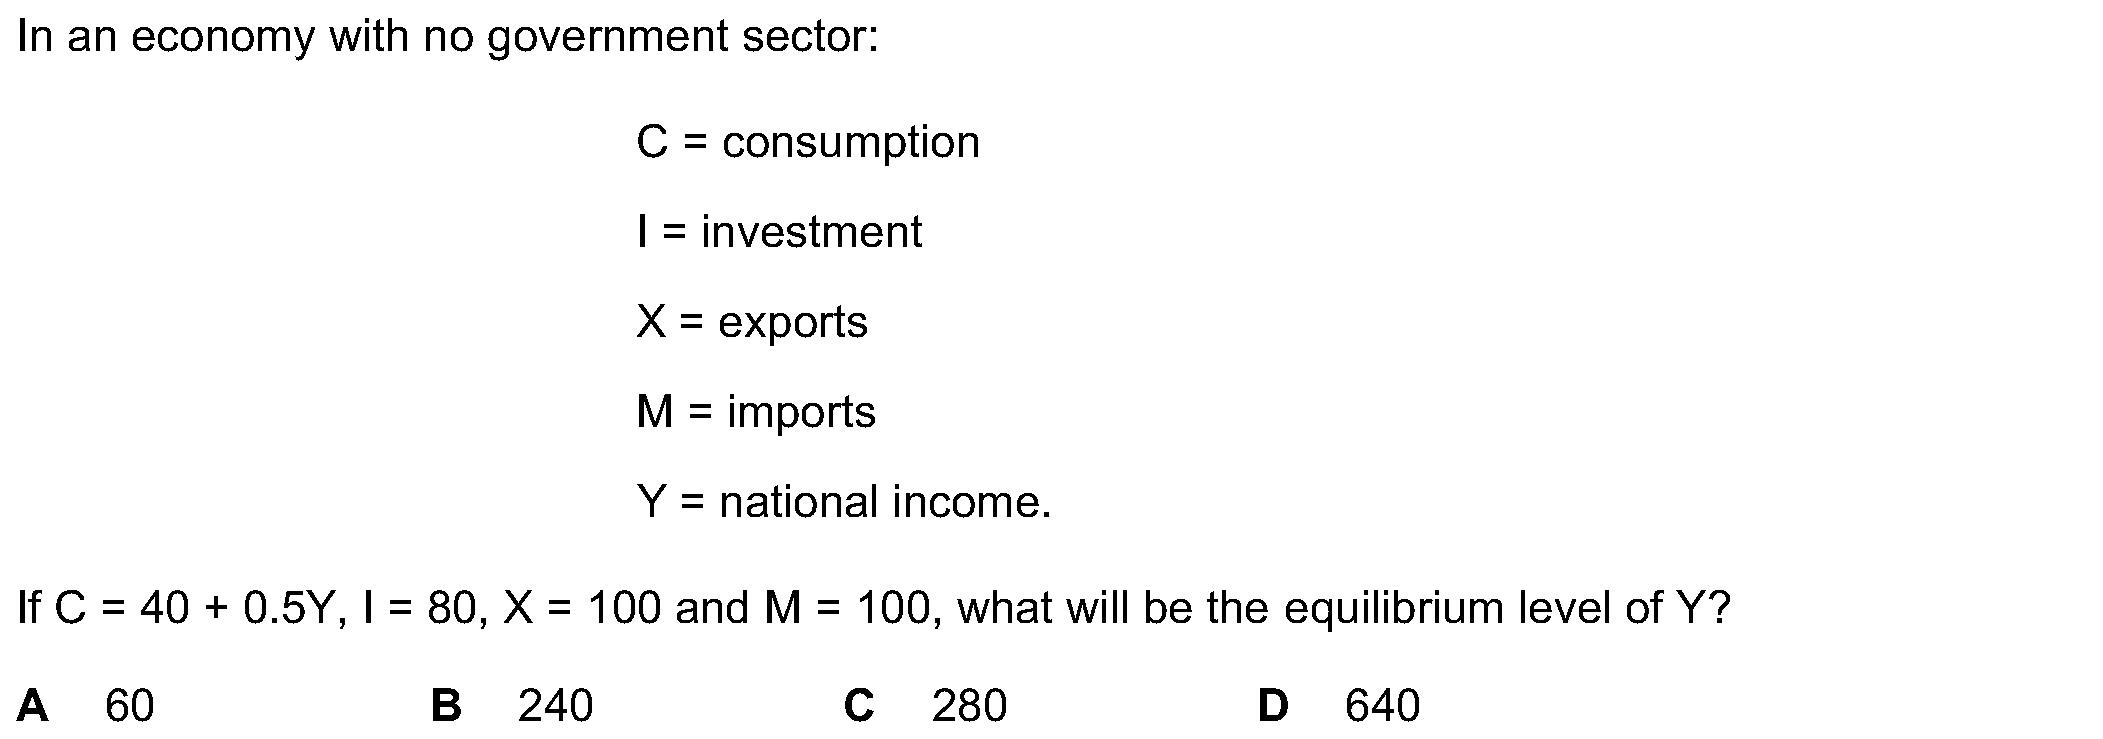 In an economy with no government sector:
C = consumption
I = investment
X = exports
M = imports
Y = national income.
If C = 40 + 0.5Y, I = 80, X = 100 and M = 100, what will be the equilibrium level of Y?
A 60 B 240 C 280 D 640